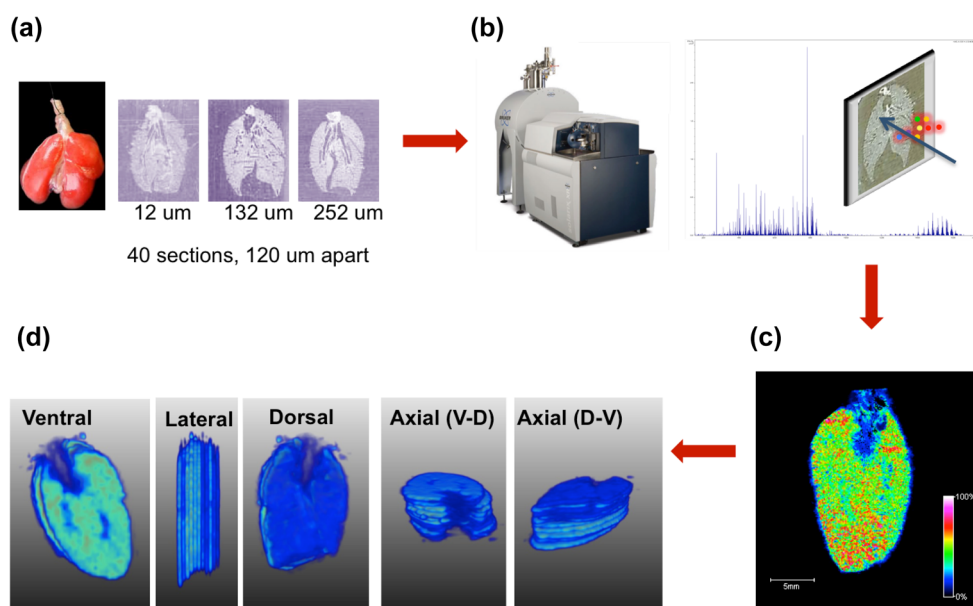 (a)
12 um
132 um
252 um
40 sections, 120 um apart
(b)
(c)
100%
0%
5mm
(d)
Ventral
Lateral
Dorsal
Axial (V-D)
Axial (D-V)